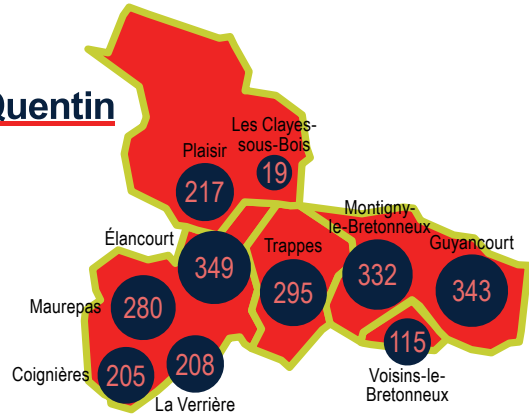 Quentin
Les Clayes-
sous-Bois
19
Plaisir
217
Montigny-
le-Bretonneux
332
Élancourt
349
Trappes
295
Guyancourt
343
Maurepas
280
115
Voisins-le-
Bretonneux
Coignières
205
208
La Verrière